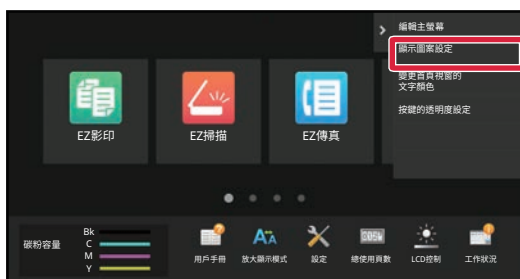 編輯主螢幕
顯示圖案設定
變更首頁視窗的
文字顏色
按鍵的透明度設定
EZ影印
EZ掃描
EZ傳真
碳粉容量
Bk
C
M
Y
用戶手冊
放大顯示模式
設定
總使用頁數
LCD控制
工作狀況